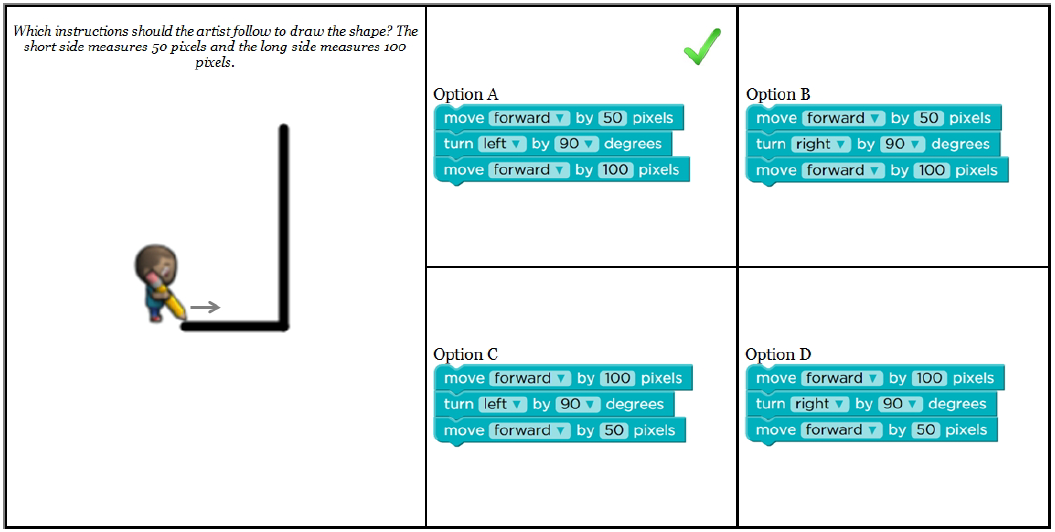 Which instructions should the artist follow to draw the shape? The
short side measures 50 pixels and the long side measures 100
pixels.
Option A
move forward ▼ by 50 pixels
turn left ▼ by 90 ▼ degrees
move forward ▼ by 100 pixels
Option B
move forward ▼ by 50 pixels
turn right ▼ by 90 ▼ degrees
move forward ▼ by 100 pixels
Option C
move forward ▼ by 100 pixels
turn left ▼ by 90 ▼ degrees
move forward ▼ by 50 pixels
Option D
move forward ▼ by 100 pixels
turn right ▼ by 90 ▼ degrees
move forward ▼ by 50 pixels